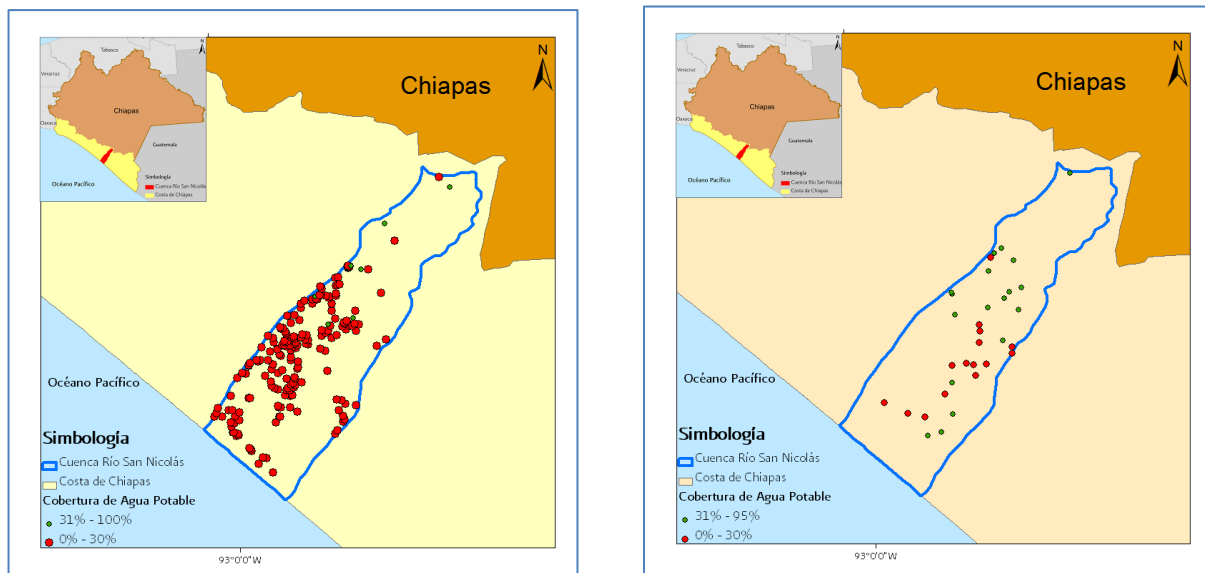 Tabasco
N
Veracruz
Chiapas
Oaxaca
Guatemala
Océano Pacífico
Simbología
Cuenca Río San Nicolás
Costa de Chiapas
Chiapas
N
Océano Pacífico
Simbología
Cuenca Río San Nicolás
Costa de Chiapas
Cobertura de Agua Potable
31% - 100%
0% - 30%
93°0'0"W
Tabasco
N
Veracruz
Chiapas
Oaxaca
Guatemala
Océano Pacífico
Simbología
Cuenca Río San Nicolás
Costa de Chiapas
Chiapas
N
Océano Pacífico
Simbología
Cuenca Río San Nicolás
Costa de Chiapas
Cobertura de Agua Potable
31% - 95%
0% - 30%
93°0'0"W